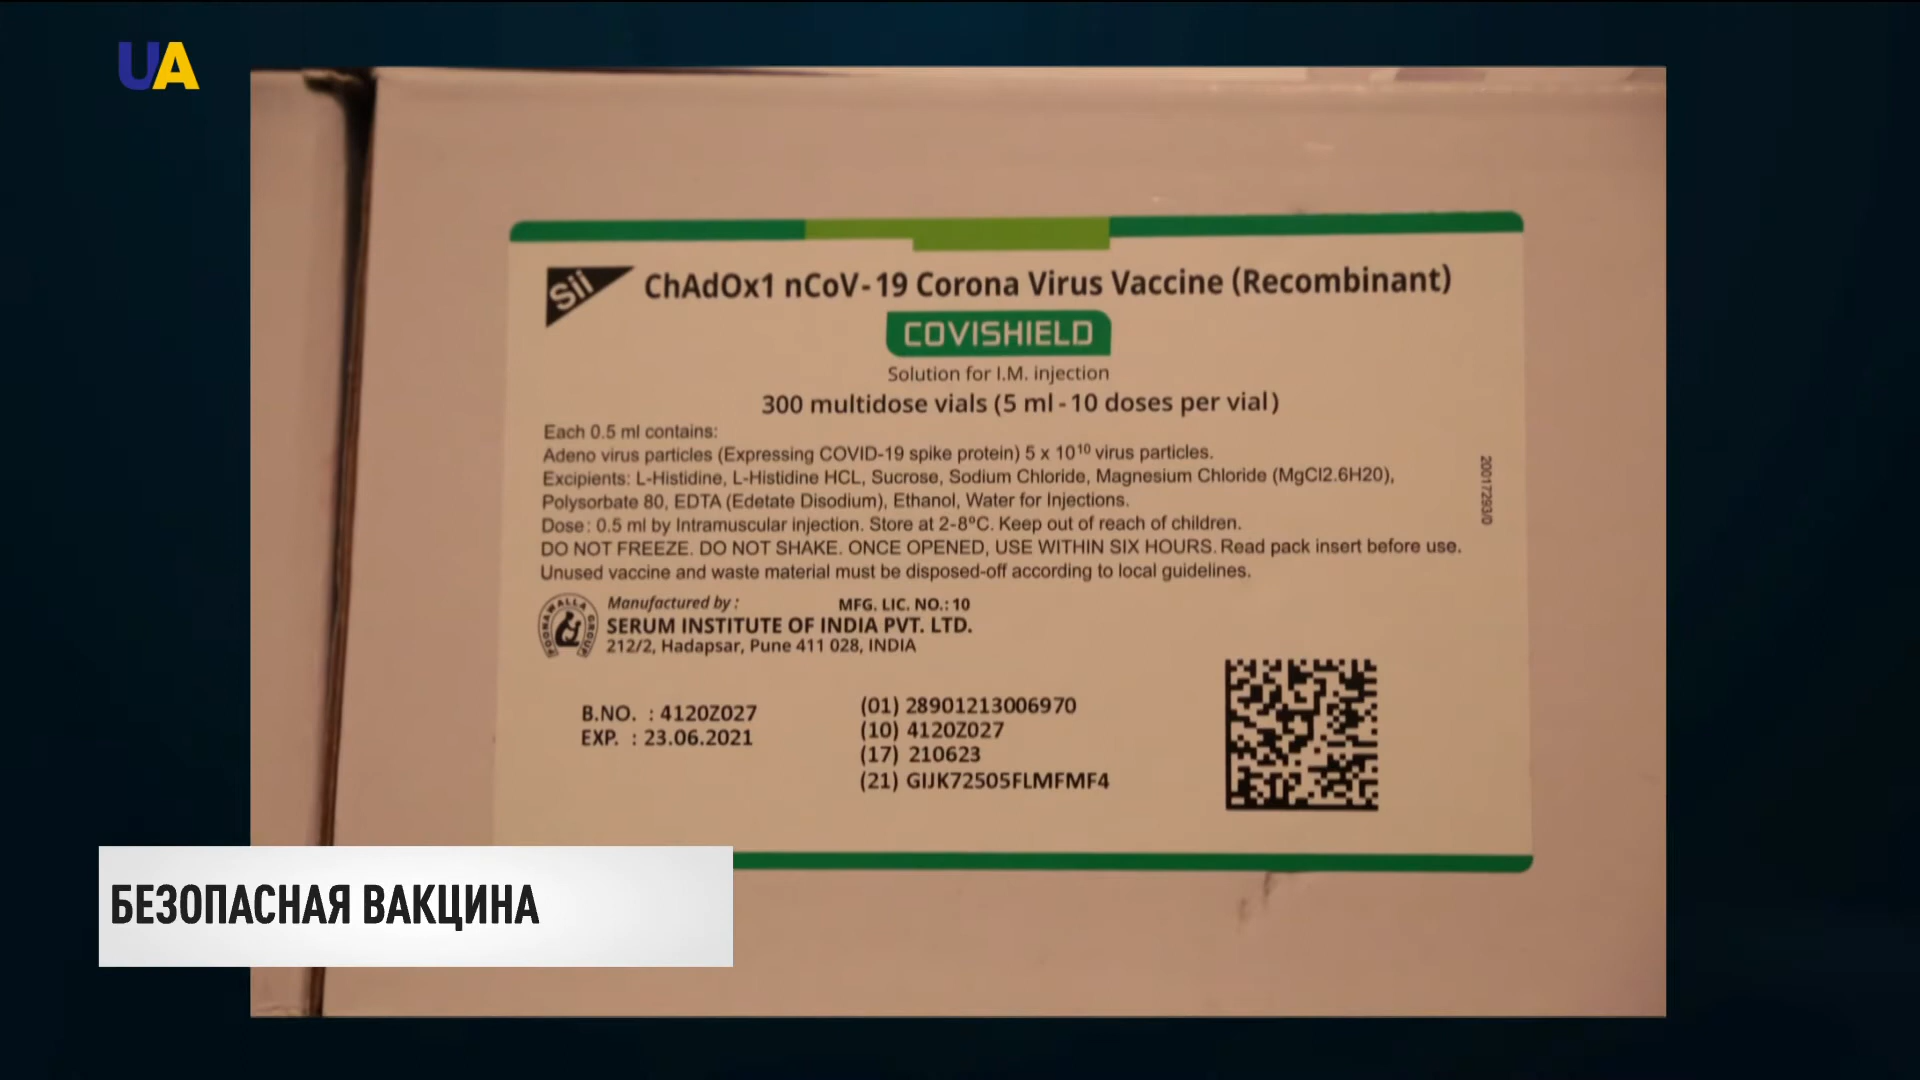 UA
Sii
ChAdOx1 nCoV-19 Corona Virus Vaccine (Recombinant)
COVISHIELD
Solution for I.M. injection
300 multidose vials (5 ml - 10 doses per vial)
Each 0.5 ml contains:
Adeno virus particles (Expressing COVID-19 spike protein) 5 x 10¹⁰ virus particles.
Excipients: L-Histidine, L-Histidine HCL, Sucrose, Sodium Chloride, Magnesium Chloride (MgCl2.6H20),
Polysorbate 80, EDTA (Edetate Disodium), Ethanol, Water for Injections.
Dose: 0.5 ml by Intramuscular injection. Store at 2-8ºC. Keep out of reach of children.
DO NOT FREEZE. DO NOT SHAKE. ONCE OPENED, USE WITHIN SIX HOURS. Read pack insert before use.
Unused vaccine and waste material must be disposed-off according to local guidelines.
20017293/0
POONAWALLA GROUP
Manufactured by : MFG. LIC. NO.: 10
SERUM INSTITUTE OF INDIA PVT. LTD.
212/2, Hadapsar, Pune 411 028, INDIA
B.NO. : 4120Z027
EXP. : 23.06.2021
(01) 28901213006970
(10) 4120Z027
(17) 210623
(21) GIJK72505FLMFMF4
БЕЗОПАСНАЯ ВАКЦИНА